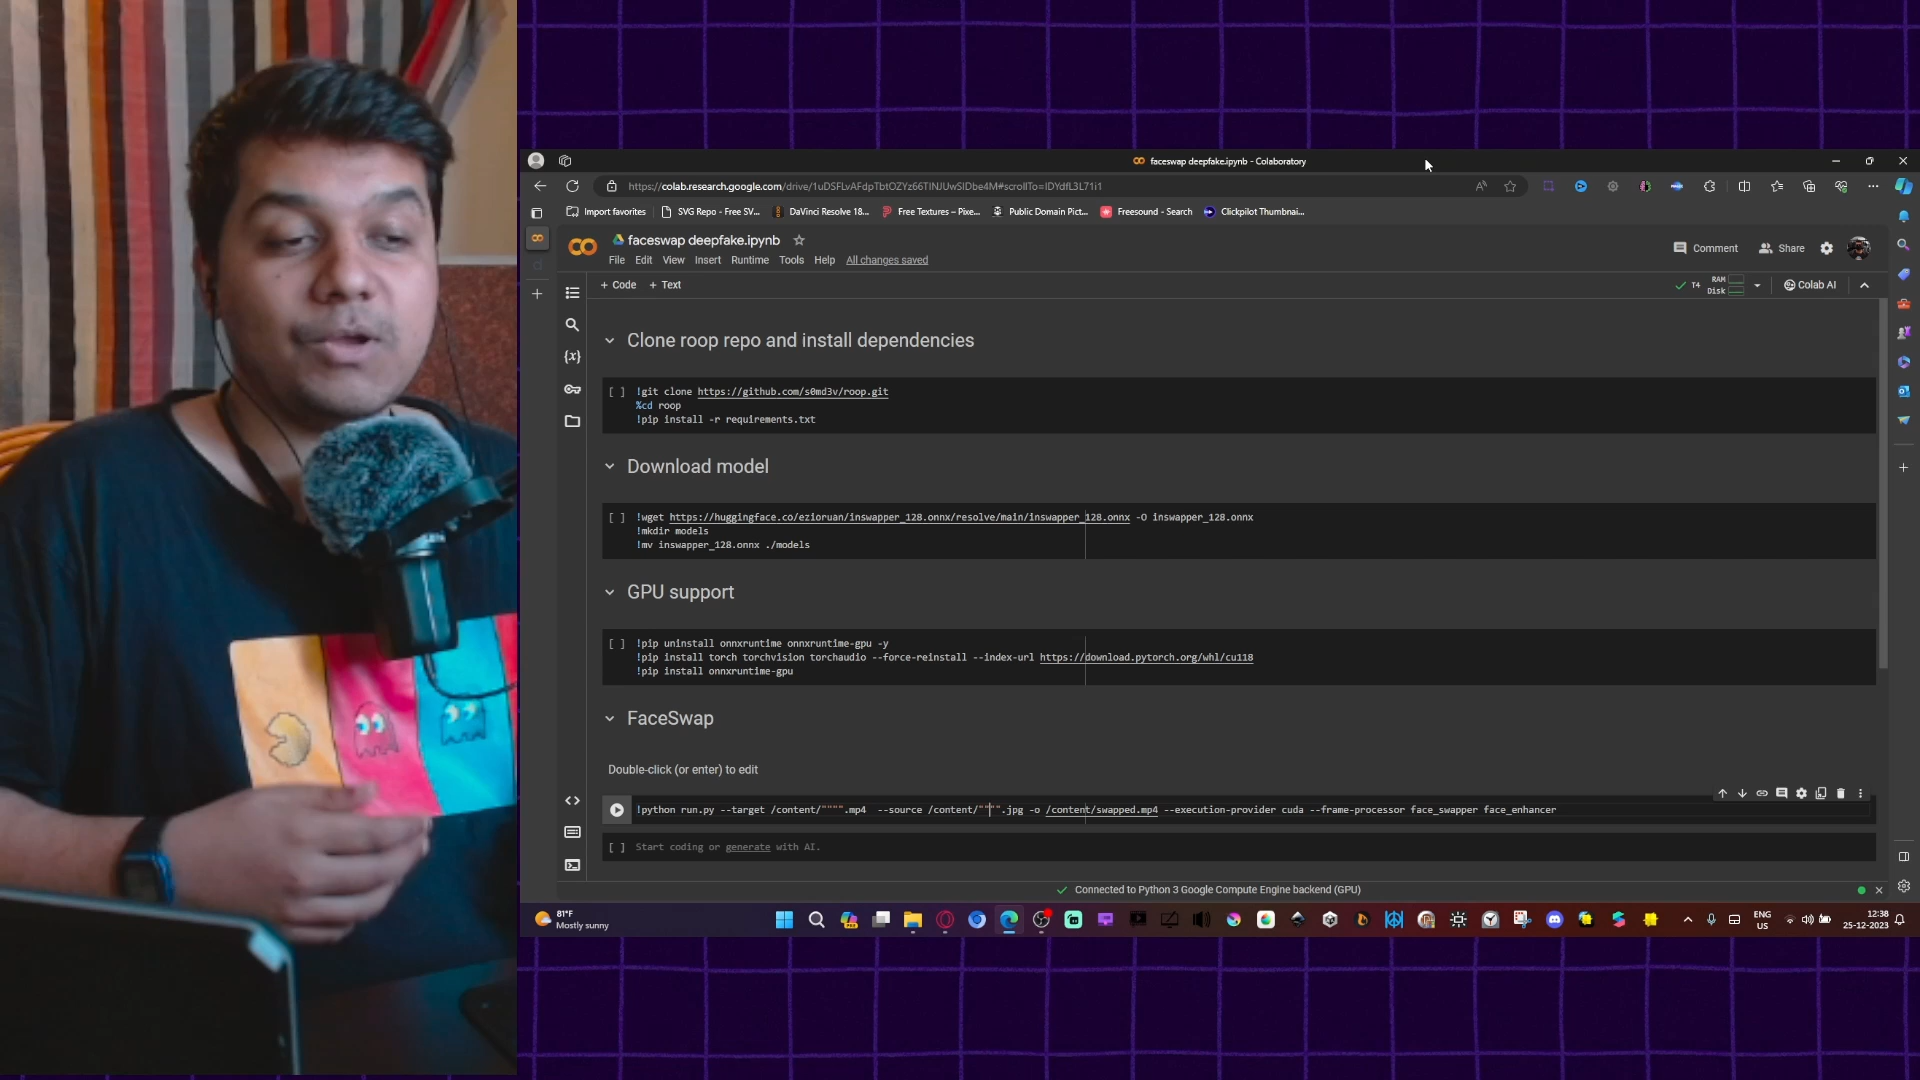 faceswap deepfake.ipynb - Colaboratory
https://colab.research.google.com/drive/1uDSFLvAFdpTbtOZYz66TINJUwSIDbe4M#scrollTo=IDYdfL3L71i1
Import favorites SVG Repo - Free SV... DaVinci Resolve 18... Free Textures – Pixe... Public Domain Pict... Freesound - Search Clickpilot Thumbnai...
faceswap deepfake.ipynb
Comment Share
File Edit View Insert Runtime Tools Help All changes saved
+ Code + Text
T4 RAM Disk Colab AI
Clone roop repo and install dependencies
[ ] !git clone https://github.com/s0md3v/roop.git
%cd roop
!pip install -r requirements.txt
Download model
[ ] !wget https://huggingface.co/ezioruan/inswapper_128.onnx/resolve/main/inswapper_128.onnx -O inswapper_128.onnx
!mkdir models
!mv inswapper_128.onnx ./models
GPU support
[ ] !pip uninstall onnxruntime onnxruntime-gpu -y
!pip install torch torchvision torchaudio --force-reinstall --index-url https://download.pytorch.org/whl/cu118
!pip install onnxruntime-gpu
FaceSwap
Double-click (or enter) to edit
!python run.py --target /content/"""".mp4 --source /content/"""".jpg -o /content/swapped.mp4 --execution-provider cuda --frame-processor face_swapper face_enhancer
[ ] Start coding or generate with AI.
Connected to Python 3 Google Compute Engine backend (GPU)
81°F
Mostly sunny
ENG
US
12:38
25-12-2023